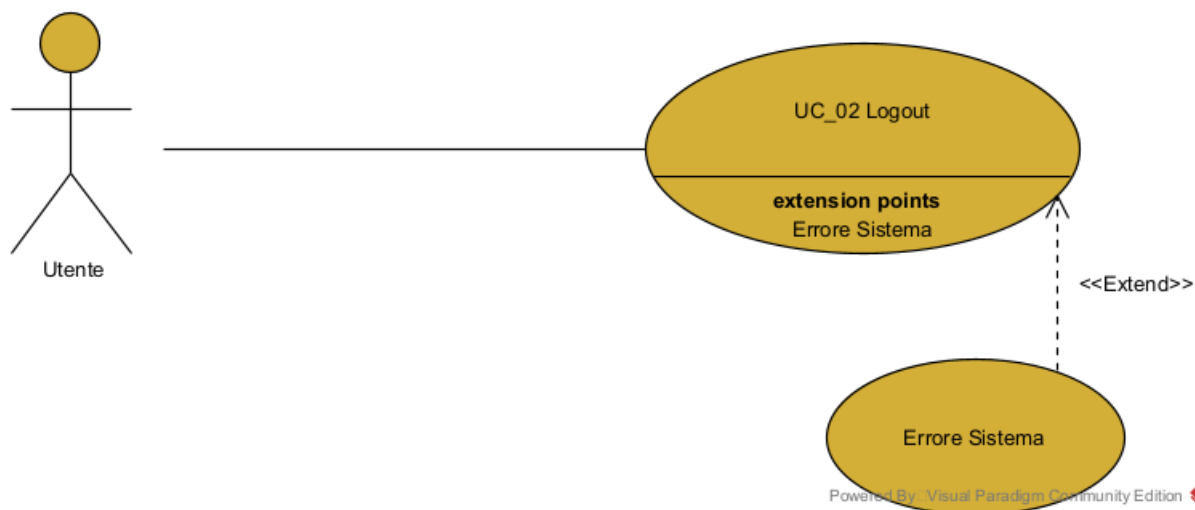 UC_02 Logout
extension points
Errore Sistema
Utente
<<Extend>>
Errore Sistema
Powered By Visual Paradigm Community Edition